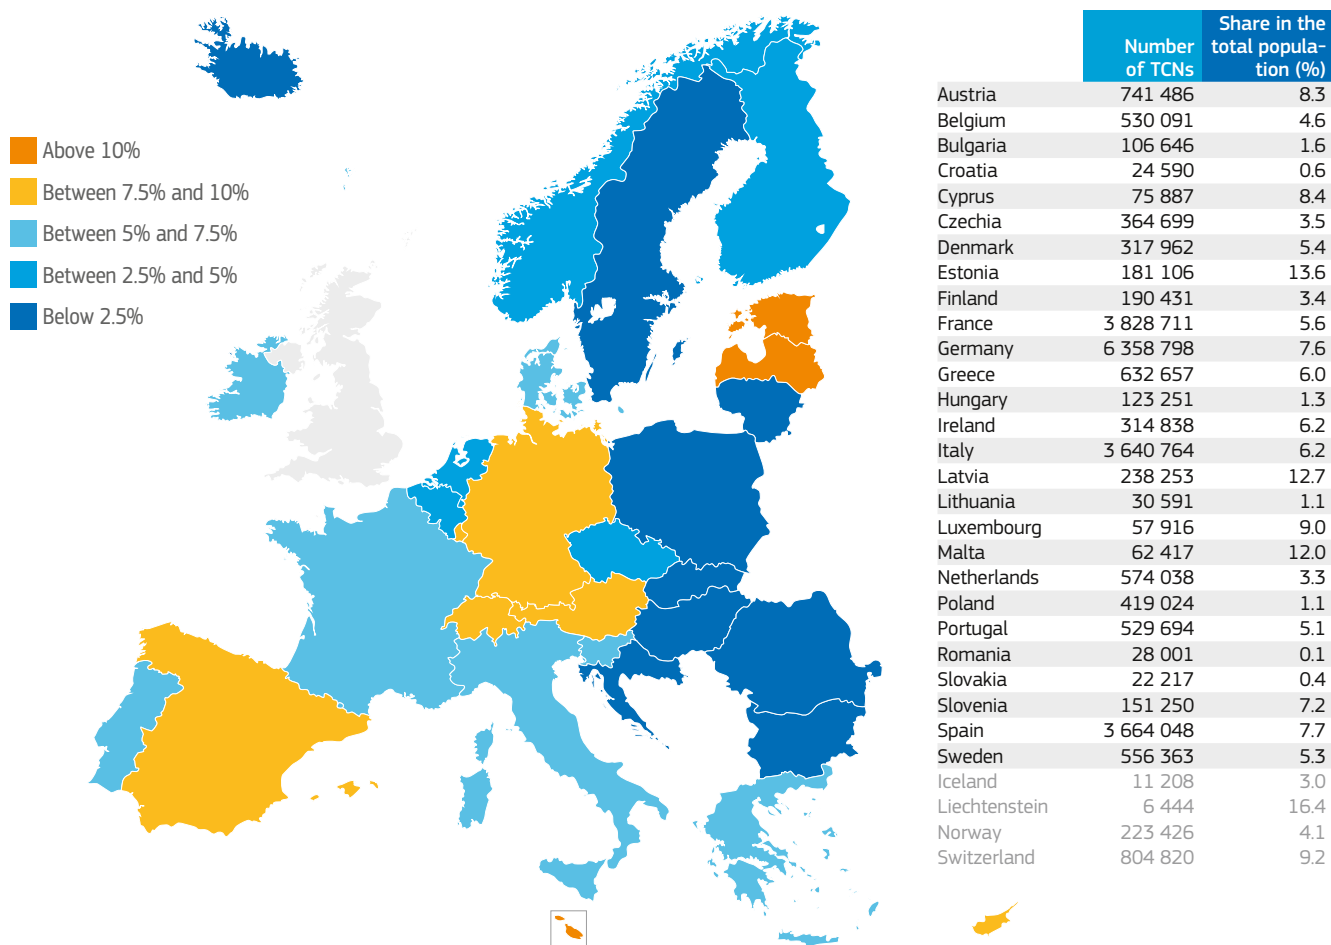 Above 10%
Between 7.5% and 10%
Between 5% and 7.5%
Between 2.5% and 5%
Below 2.5%
Number
of TCNs
Share in the
total popula-
tion (%)
Austria 741 486 8.3
Belgium 530 091 4.6
Bulgaria 106 646 1.6
Croatia 24 590 0.6
Cyprus 75 887 8.4
Czechia 364 699 3.5
Denmark 317 962 5.4
Estonia 181 106 13.6
Finland 190 431 3.4
France 3 828 711 5.6
Germany 6 358 798 7.6
Greece 632 657 6.0
Hungary 123 251 1.3
Ireland 314 838 6.2
Italy 3 640 764 6.2
Latvia 238 253 12.7
Lithuania 30 591 1.1
Luxembourg 57 916 9.0
Malta 62 417 12.0
Netherlands 574 038 3.3
Poland 419 024 1.1
Portugal 529 694 5.1
Romania 28 001 0.1
Slovakia 22 217 0.4
Slovenia 151 250 7.2
Spain 3 664 048 7.7
Sweden 556 363 5.3
Iceland 11 208 3.0
Liechtenstein 6 444 16.4
Norway 223 426 4.1
Switzerland 804 820 9.2